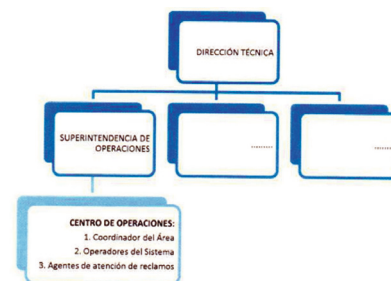 DIRECCIÓN TÉCNICA
SUPERINTENDENCIA DE
OPERACIONES
.........
.........
CENTRO DE OPERACIONES:
1. Coordinador del Área
2. Operadores del Sistema
3. Agentes de atención de reclamos